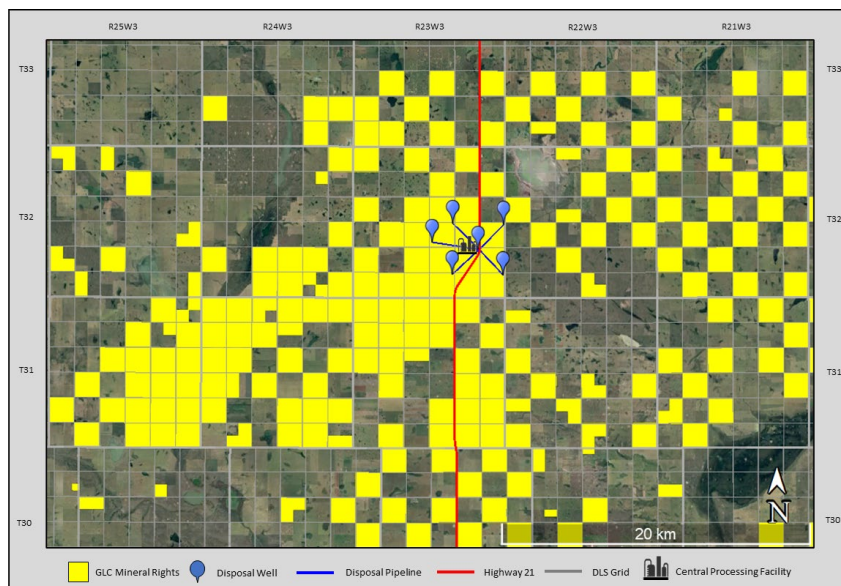 R25W3 R24W3 R23W3 R22W3 R21W3
T33 T33
T32 T32
T31 T31
T30 T30
N
20 km
GLC Mineral Rights Disposal Well Disposal Pipeline Highway 21 DLS Grid Central Processing Facility